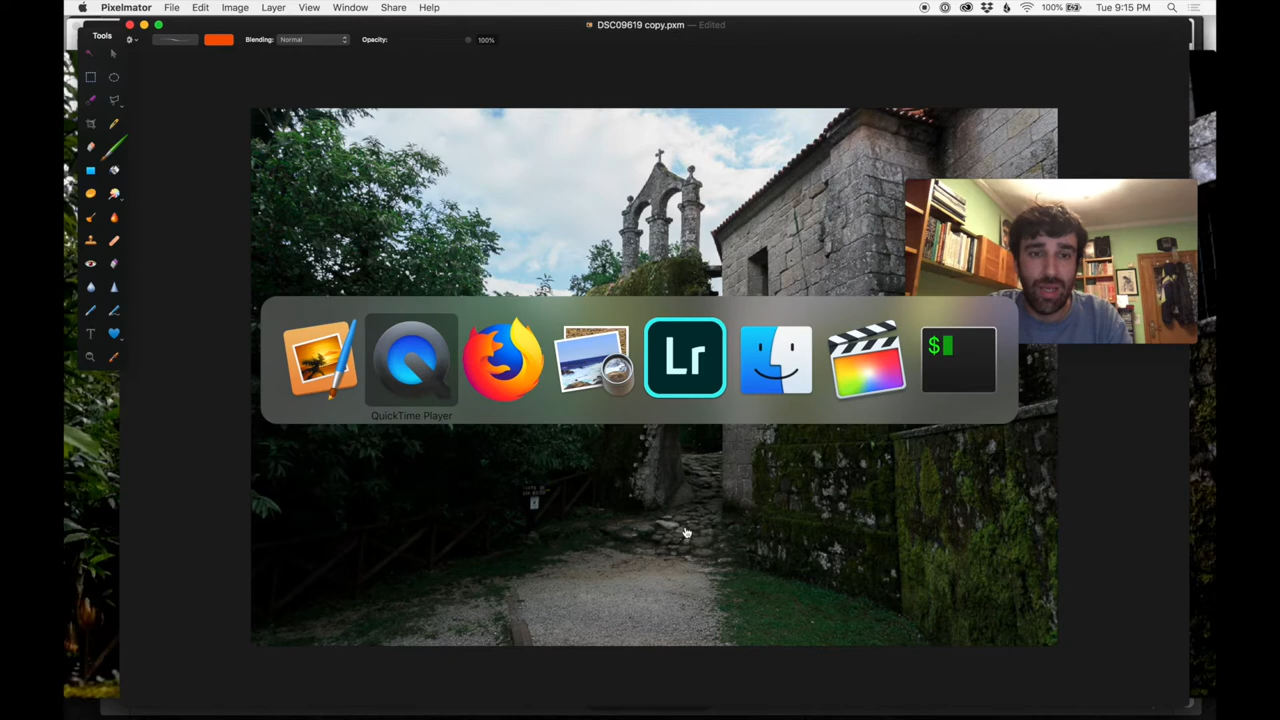 Pixelmator File Edit Image Layer View Window Share Help 100% Tue 9:15 PM
DSC09619 copy.pxm — Edited
Tools
Blending: Normal Opacity: 100%
Lr
$
QuickTime Player
T